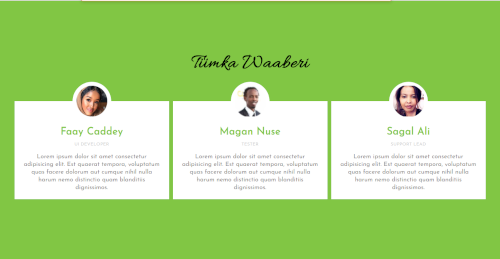 Tiimka Waaberi
Faay Caddey
UI DEVELOPER
Lorem ipsum dolor sit amet consectetur
adipisicing elit. Est quaerat tempora, voluptatum
quam facere dolorum aut cumque nihil nulla
harum nemo distinctio quam blanditiis
dignissimos.
Magan Nuse
TESTER
Lorem ipsum dolor sit amet consectetur
adipisicing elit. Est quaerat tempora, voluptatum
quam facere dolorum aut cumque nihil nulla
harum nemo distinctio quam blanditiis
dignissimos.
Sagal Ali
SUPPORT LEAD
Lorem ipsum dolor sit amet consectetur
adipisicing elit. Est quaerat tempora, voluptatum
quam facere dolorum aut cumque nihil nulla
harum nemo distinctio quam blanditiis
dignissimos.